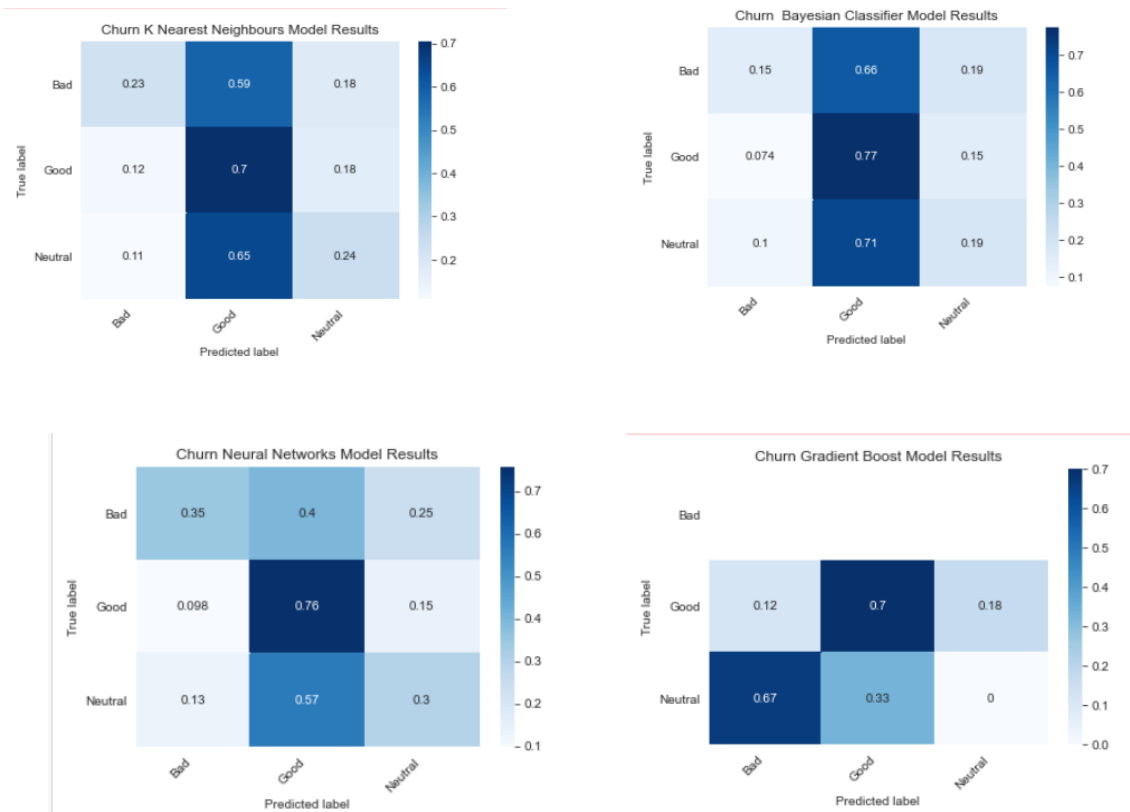 Churn K Nearest Neighbours Model Results
Bad 0.23 0.59 0.18
Good 0.12 0.7 0.18
Neutral 0.11 0.65 0.24
True label
Bad Good Neutral
Predicted label
0.7
0.6
0.5
0.4
0.3
0.2
Churn Bayesian Classifier Model Results
Bad 0.15 0.66 0.19
Good 0.074 0.77 0.15
Neutral 0.1 0.71 0.19
True label
Bad Good Neutral
Predicted label
0.7
0.6
0.5
0.4
0.3
0.2
0.1
Churn Neural Networks Model Results
Bad 0.35 0.4 0.25
Good 0.098 0.76 0.15
Neutral 0.13 0.57 0.3
True label
Bad Good Neutral
Predicted label
0.7
0.6
0.5
0.4
0.3
0.2
0.1
Churn Gradient Boost Model Results
Bad
Good 0.12 0.7 0.18
Neutral 0.67 0.33 0
True label
Bad Good Neutral
Predicted label
0.7
0.6
0.5
0.4
0.3
0.2
0.1
0.0